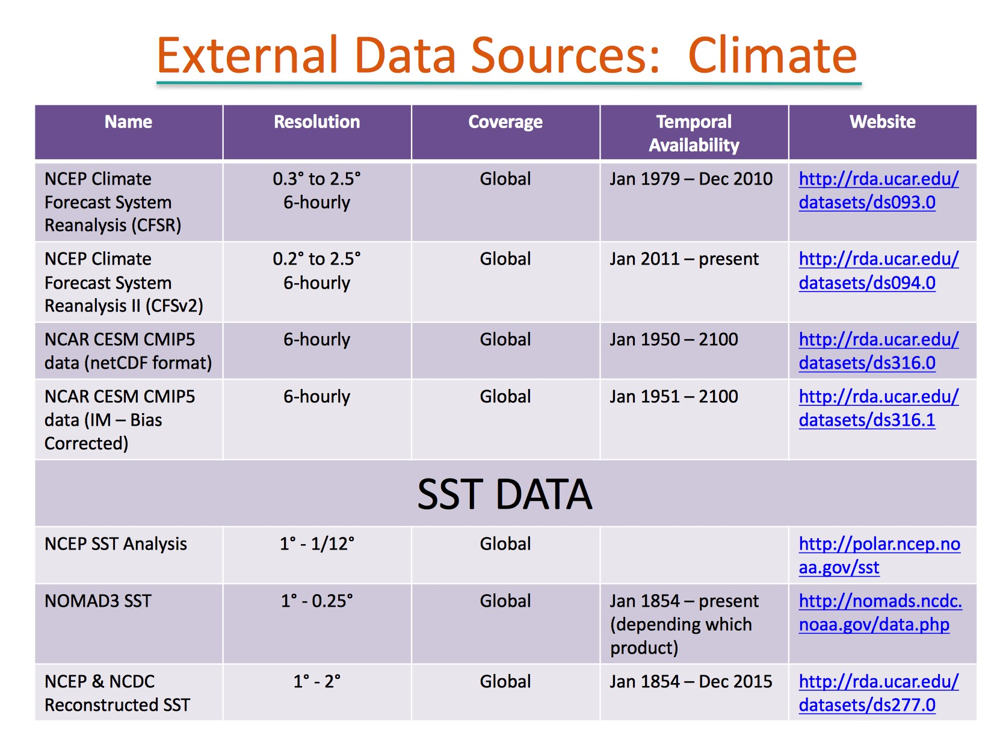 External Data Sources:  Climate
Name Resolution Coverage Temporal Availability Website
NCEP Climate Forecast System Reanalysis (CFSR) 0.3° to 2.5° 6-hourly Global Jan 1979 – Dec 2010 http://rda.ucar.edu/datasets/ds093.0
NCEP Climate Forecast System Reanalysis II (CFSv2) 0.2° to 2.5° 6-hourly Global Jan 2011 – present http://rda.ucar.edu/datasets/ds094.0
NCAR CESM CMIP5 data (netCDF format) 6-hourly Global Jan 1950 – 2100 http://rda.ucar.edu/datasets/ds316.0
NCAR CESM CMIP5 data (IM – Bias Corrected) 6-hourly Global Jan 1951 – 2100 http://rda.ucar.edu/datasets/ds316.1
SST DATA
NCEP SST Analysis 1° - 1/12° Global http://polar.ncep.noaa.gov/sst
NOMAD3 SST 1° - 0.25° Global Jan 1854 – present (depending which product) http://nomads.ncdc.noaa.gov/data.php
NCEP & NCDC Reconstructed SST 1° - 2° Global Jan 1854 – Dec 2015 http://rda.ucar.edu/datasets/ds277.0